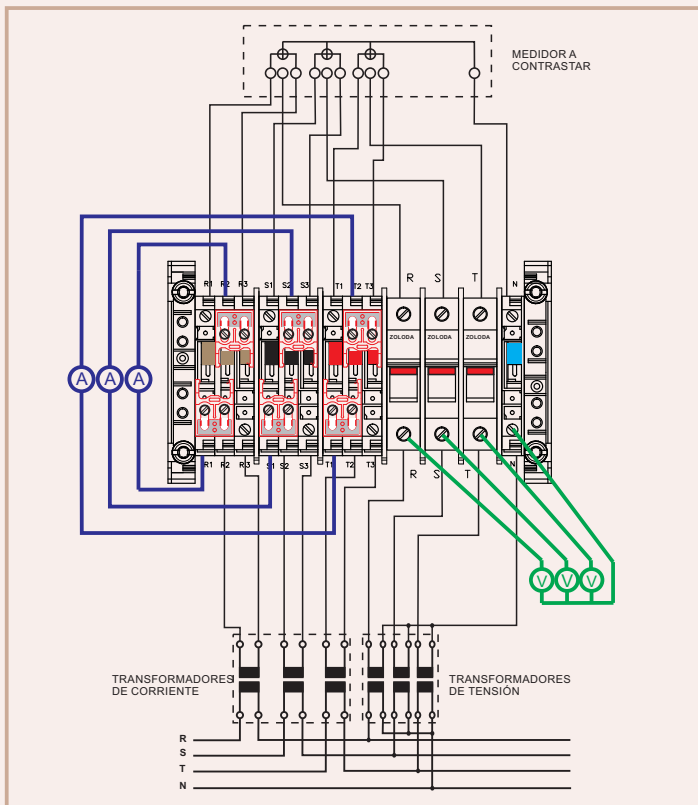 MEDIDOR A
CONTRASTAR
R S T
R1 R2 R3 S1 S2 S3 T1 T2 T3 N
ZOLODA ZOLODA ZOLODA
A A A
R1 R2 R3 S1 S2 S3 T1 T2 T3 R S T N
V V V
TRANSFORMADORES
DE CORRIENTE
TRANSFORMADORES
DE TENSIÓN
R
S
T
N